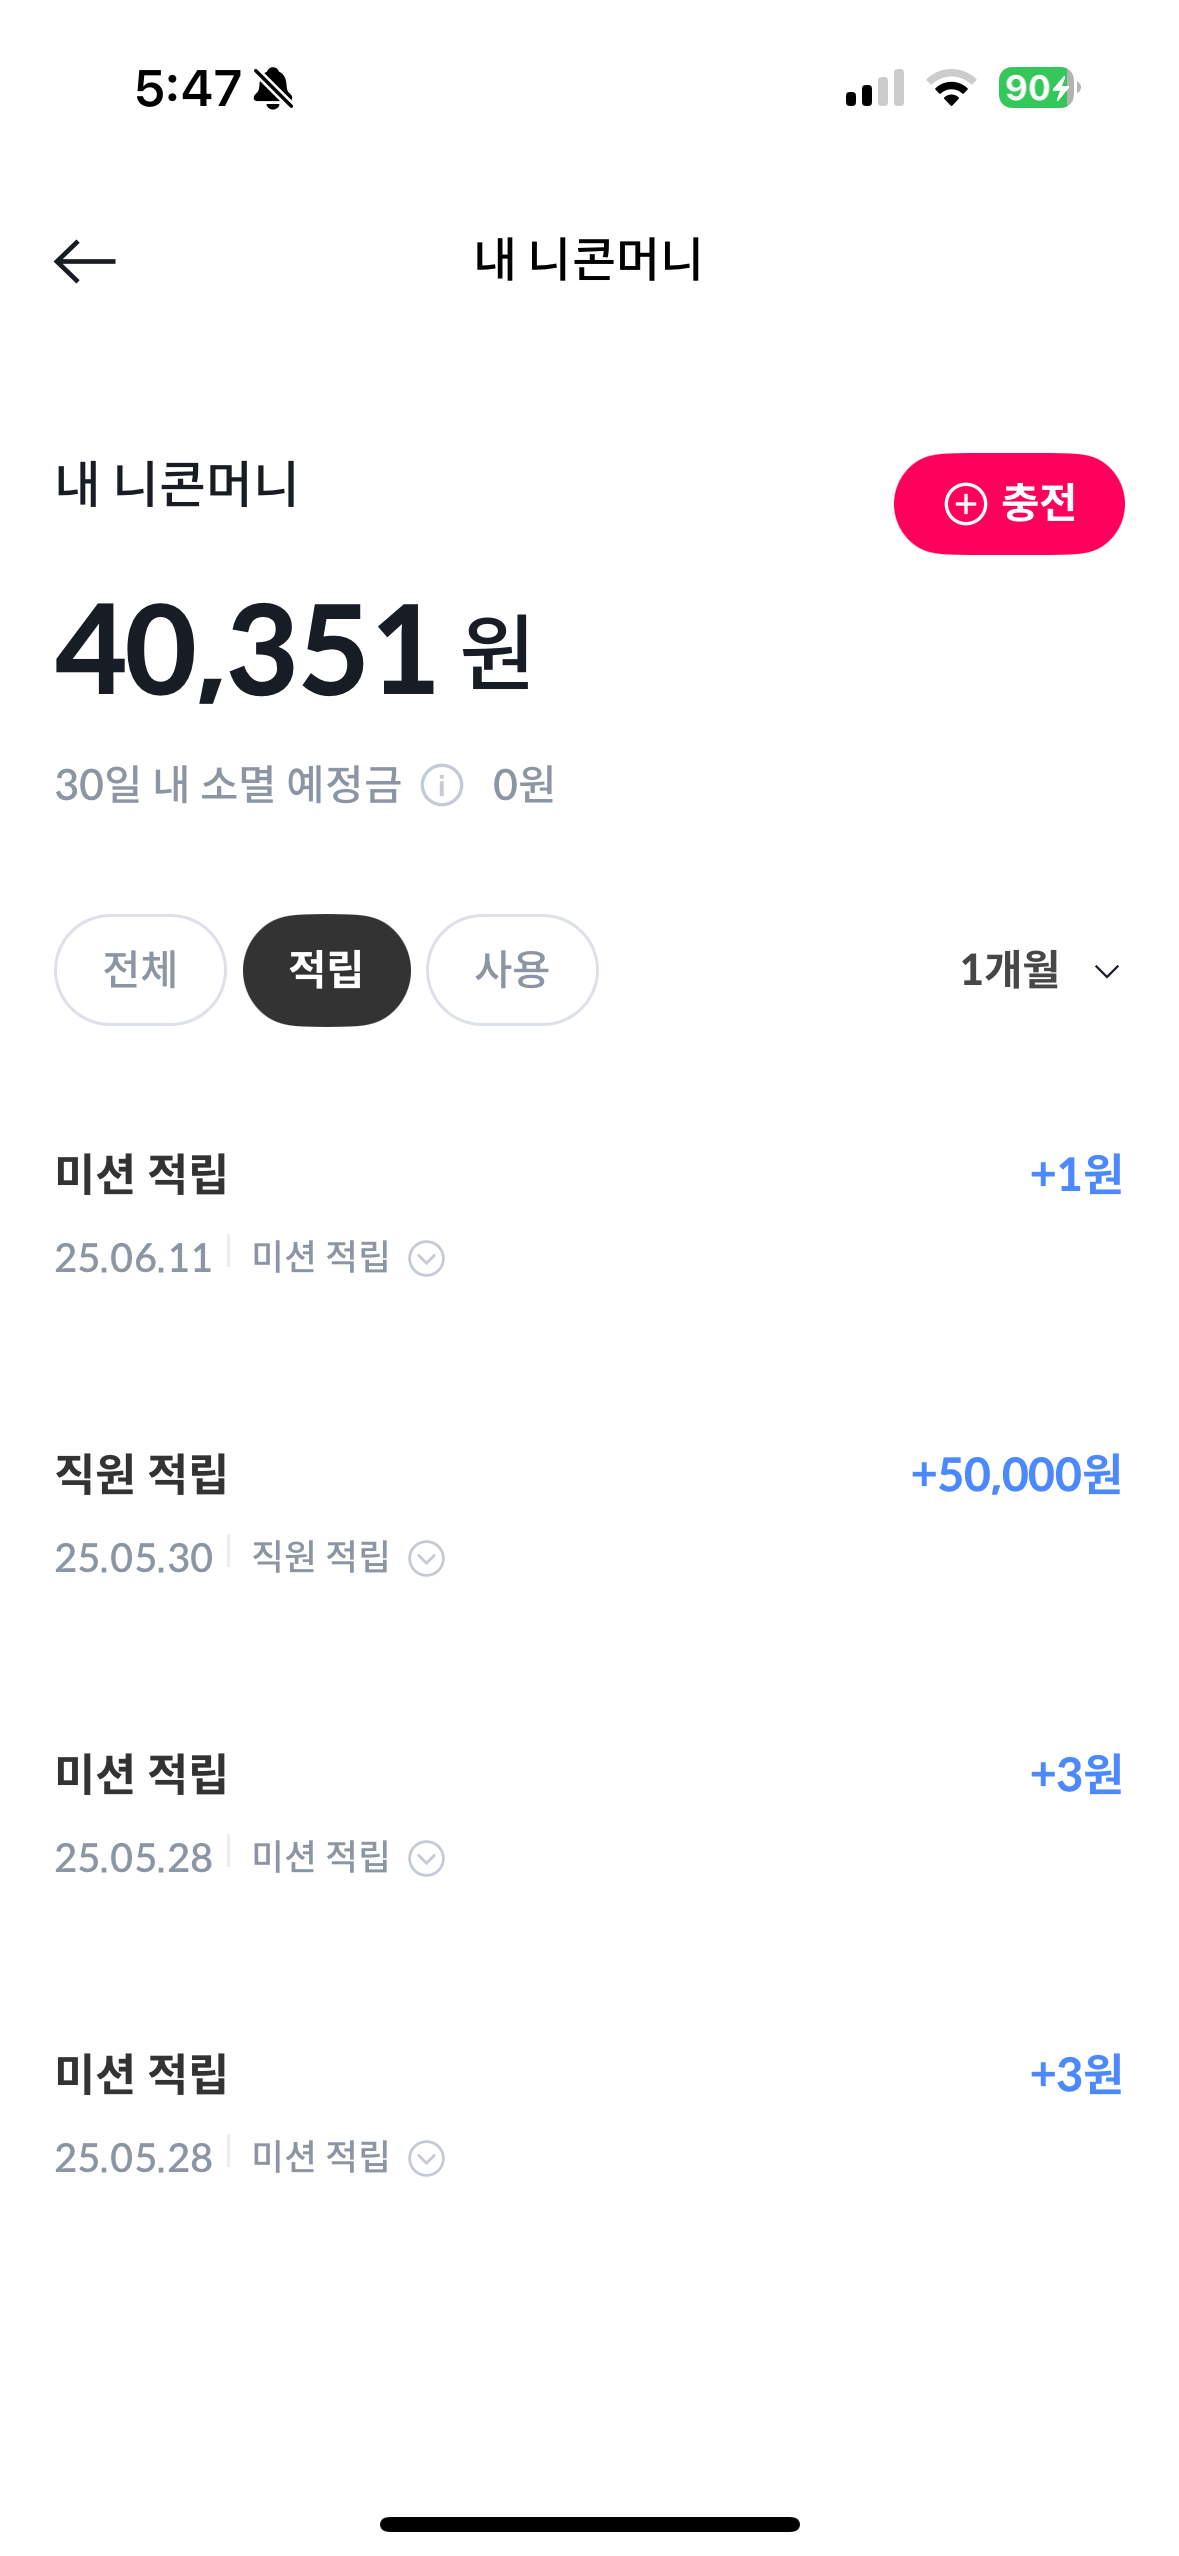 5:47
90
내 니콘머니
내 니콘머니
충전
40,351 원
30일 내 소멸 예정금 0원
전체 적립 사용 1개월
미션 적립 +1원
25.06.11 미션 적립
직원 적립 +50,000원
25.05.30 직원 적립
미션 적립 +3원
25.05.28 미션 적립
미션 적립 +3원
25.05.28 미션 적립